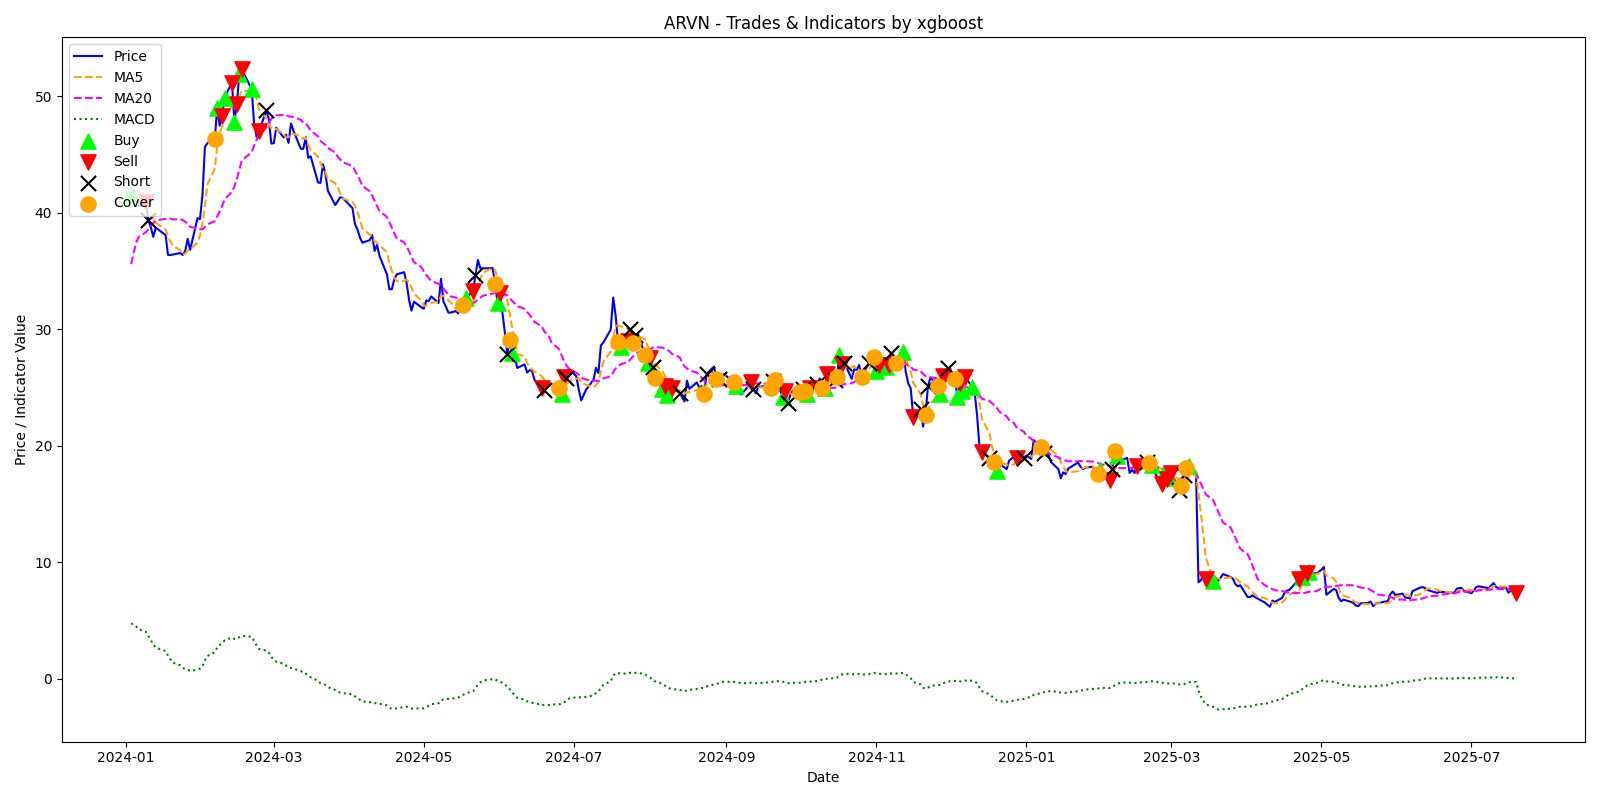 ARVN - Trades & Indicators by xgboost
Price
MA5
MA20
MACD
Buy
Sell
Short
Cover
Price / Indicator Value
50
40
30
20
10
0
2024-01
2024-03
2024-05
2024-07
2024-09
2024-11
2025-01
2025-03
2025-05
2025-07
Date